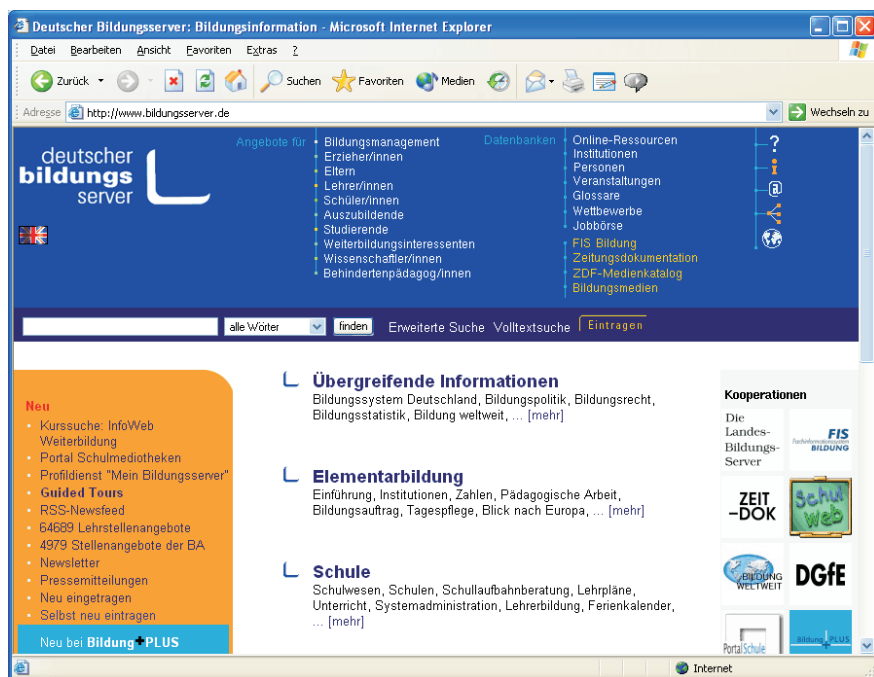 Deutscher Bildungsserver: Bildungsinformation - Microsoft Internet Explorer
Datei Bearbeiten Ansicht Favoriten Extras ?
Zurück Suchen Favoriten Medien
Adresse http://www.bildungsserver.de Wechseln zu
deutscher
bildungs
server
Angebote für
Bildungsmanagement
Erzieher/innen
Eltern
Lehrer/innen
Schüler/innen
Auszubildende
Studierende
Weiterbildungsinteressenten
Wissenschaftler/innen
Behindertenpädagog/innen
Datenbanken
Online-Ressourcen
Institutionen
Personen
Veranstaltungen
Glossare
Wettbewerbe
Jobbörse
FIS Bildung
Zeitungsdokumentation
ZDF-Medienkatalog
Bildungsmedien
?
i
@
alle Wörter finden Erweiterte Suche Volltextsuche Eintragen
Neu
Kurssuche: InfoWeb
Weiterbildung
Portal Schulmediotheken
Profildienst "Mein Bildungsserver"
Guided Tours
RSS-Newsfeed
64689 Lehrstellenangebote
4979 Stellenangebote der BA
Newsletter
Pressemitteilungen
Neu eingetragen
Selbst neu eintragen
Neu bei Bildung+PLUS
Übergreifende Informationen
Bildungssystem Deutschland, Bildungspolitik, Bildungsrecht,
Bildungsstatistik, Bildung weltweit, ... [mehr]
Elementarbildung
Einführung, Institutionen, Zahlen, Pädagogische Arbeit,
Bildungsauftrag, Tagespflege, Blick nach Europa, ... [mehr]
Schule
Schulwesen, Schulen, Schullaufbahnberatung, Lehrpläne,
Unterricht, Systemadministration, Lehrerbildung, Ferienkalender,
... [mehr]
Kooperationen
Die
Landes-
Bildungs-
Server
FIS
Fachinformationssystem
BILDUNG
ZEIT
-DOK
Schul
Web
BILDUNG
WELTWEIT
DGfE
PortalSchule
Bildung+PLUS
Internet